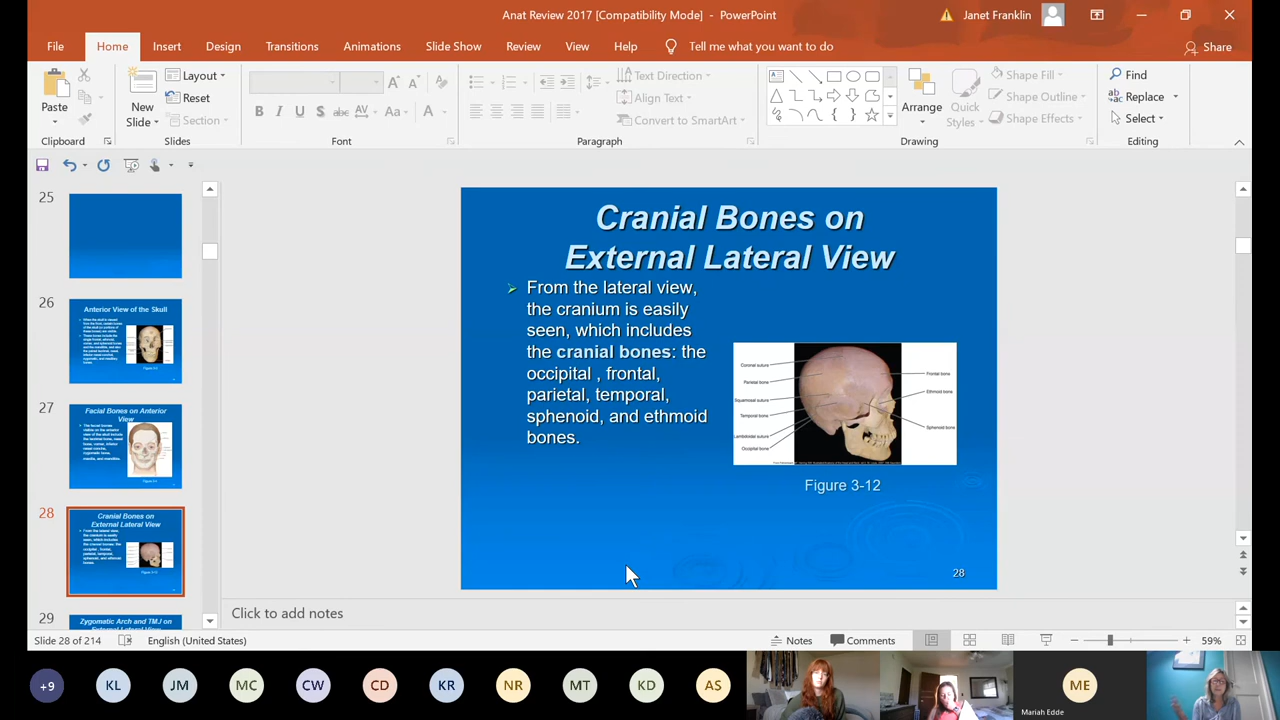 Anat Review 2017 [Compatibility Mode] - PowerPoint
Janet Franklin
File Home Insert Design Transitions Animations Slide Show Review View Help Tell me what you want to do
Share
Paste
New
Slide
Layout
Reset
Section
Text Direction
Align Text
Convert to SmartArt
Arrange
Quick
Styles
Shape Fill
Shape Outline
Shape Effects
Find
Replace
Select
Clipboard Slides Font Paragraph Drawing Editing
25
26
Anterior View of the Skull
27
Facial Bones on Anterior
View
28
Cranial Bones on
External Lateral View
29
Zygomatic Arch and TMJ on
Cranial Bones on
External Lateral View
From the lateral view,
the cranium is easily
seen, which includes
the cranial bones: the
occipital , frontal,
parietal, temporal,
sphenoid, and ethmoid
bones.
Coronal suture
Parietal bone
Squamosal suture
Temporal bone
Lambdoidal suture
Occipital bone
Frontal bone
Ethmoid bone
Sphenoid bone
Figure 3-12
28
Click to add notes
Slide 28 of 214 English (United States) Notes Comments 59%
+9 KL JM MC CW CD KR NR MT KD AS ME
Mariah Edde